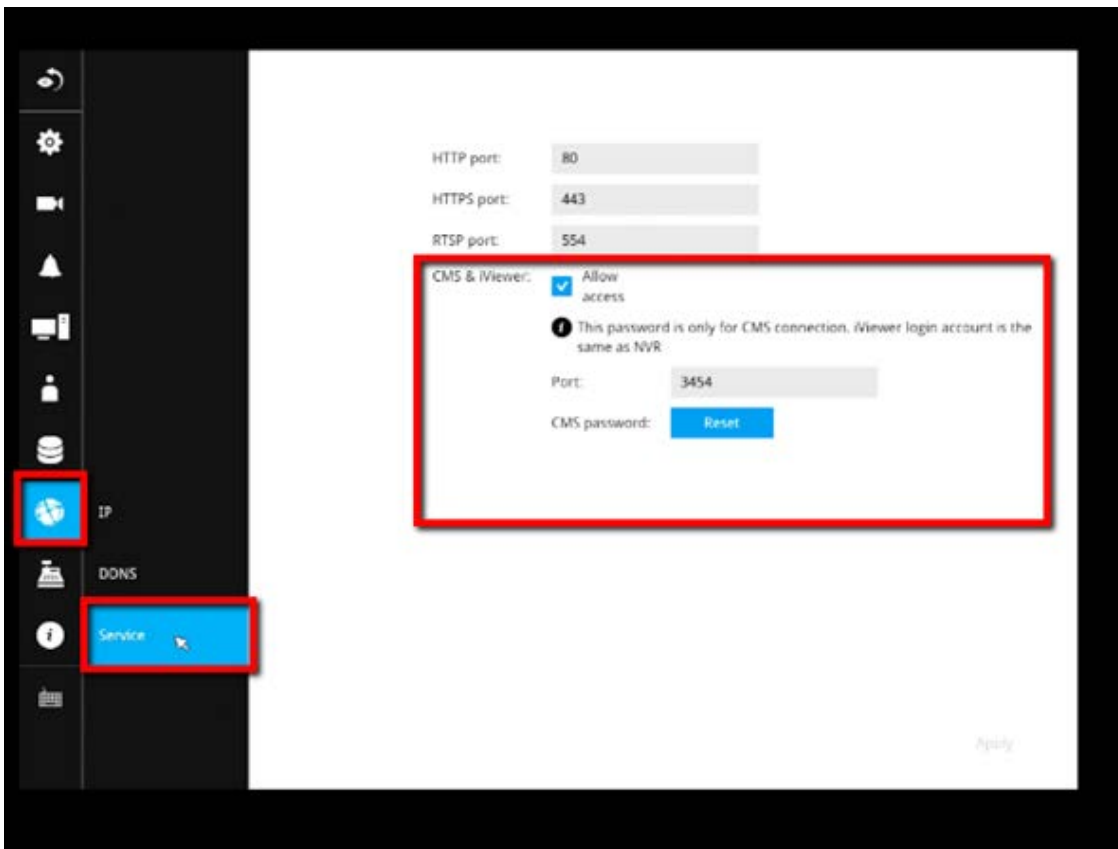 HTTP port: 80
HTTPS port: 443
RTSP port: 554
CMS & iViewer: Allow
access
i This password is only for CMS connection. iViewer login account is the
same as NVR
Port: 3454
CMS password: Reset
IP
DDNS
i Service
Apply